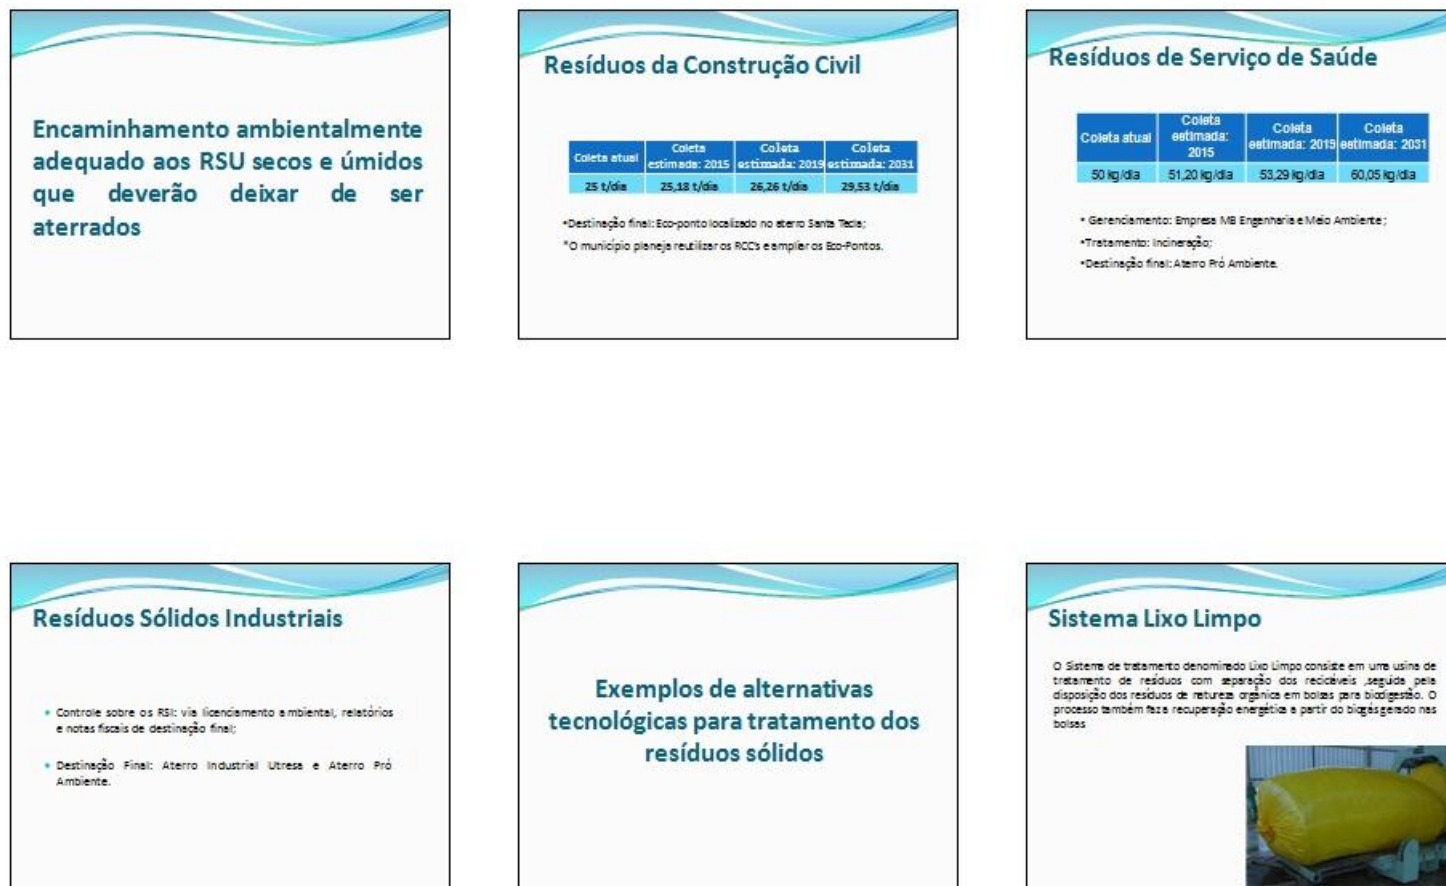 Encaminhamento ambientalmente
adequado aos RSU secos e úmidos
que deverão deixar de ser
aterrados
Resíduos da Construção Civil
Coleta atual | Coleta estimada: 2015 | Coleta estimada: 2019 | Coleta estimada: 2031
25 t/dia | 25,18 t/dia | 26,26 t/dia | 29,53 t/dia
•Destinação final: Eco-ponto localizado no aterro Santa Tecla;
*O município planeja reutilizar os RCC's e ampliar os Eco-Pontos.
Resíduos de Serviço de Saúde
Coleta atual | Coleta estimada: 2015 | Coleta estimada: 2015 | Coleta estimada: 2031
50 kg/dia | 51,20 kg/dia | 53,29 kg/dia | 60,05 kg/dia
• Gerenciamento: Empresa MB Engenharia e Meio Ambiente;
•Tratamento: Incineração;
•Destinação final: Aterro Pró Ambiente.
Resíduos Sólidos Industriais
• Controle sobre os RSI: via licenciamento ambiental, relatórios
e notas fiscais de destinação final;
• Destinação Final: Aterro Industrial Utresa e Aterro Pró
Ambiente.
Exemplos de alternativas
tecnológicas para tratamento dos
resíduos sólidos
Sistema Lixo Limpo
O Sistema de tratamento denominado Lixo Limpo consiste em uma usina de
tratamento de resíduos com separação dos recicláveis ,seguida pela
disposição dos resíduos de natureza orgânica em bolsas para biodigestão. O
processo também faz a recuperação energética a partir do biogás gerado nas
bolsas